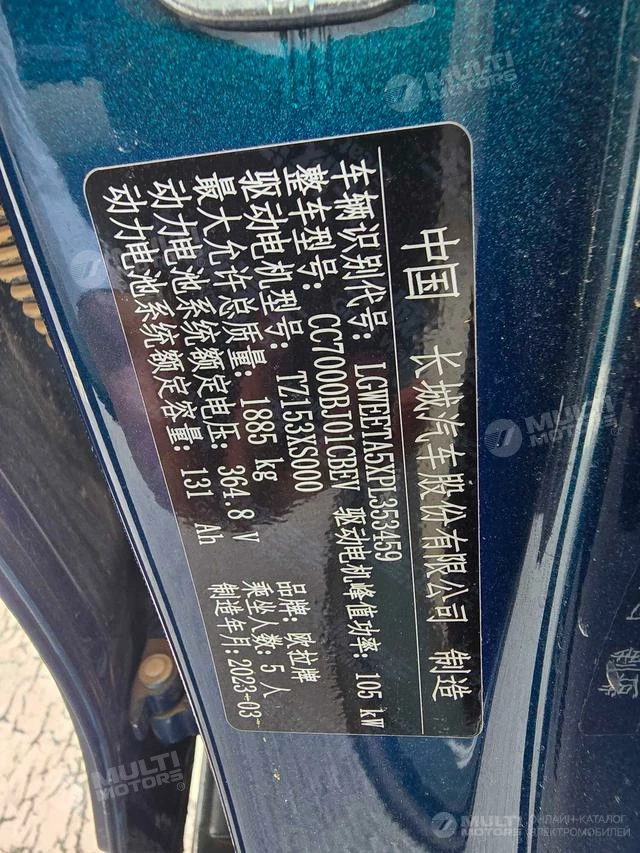 中国 长城汽车股份有限公司 制造
车辆识别代号: LGWEETA5XPL353459
整车型号: CC7000BJ01CBEV 驱动电机峰值功率: 105 kW
驱动电机型号: TZ153XS000
最大允许总质量: 1885 kg 品牌: 欧拉牌
动力电池系统额定电压: 364.8 V 乘坐人数: 5 人
动力电池系统额定容量: 131 Ah 制造年月: 2023-03
MULTI MOTORS
MULTI MOTORS
MULTI MOTORS
MULTI MOTORS
MULTI MOTORS ОНЛАЙН-КАТАЛОГ ЭЛЕКТРОМОБИЛЕЙ